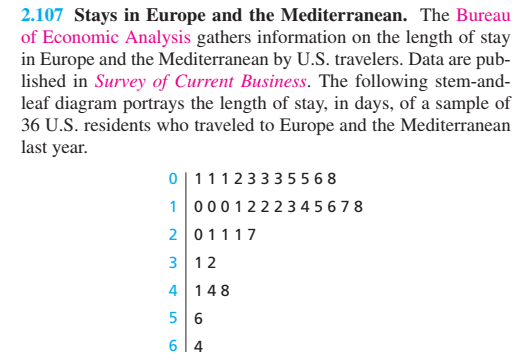 2.107 Stays in Europe and the Mediterranean. The Bureau
of Economic Analysis gathers information on the length of stay
in Europe and the Mediterranean by U.S. travelers. Data are pub-
lished in Survey of Current Business. The following stem-and-
leaf diagram portrays the length of stay, in days, of a sample of
36 U.S. residents who traveled to Europe and the Mediterranean
last year.
0 | 1 1 1 2 3 3 3 3 5 5 6 8
1 | 0 0 0 1 2 2 2 3 4 5 6 7 8
2 | 0 1 1 1 7
3 | 1 2
4 | 1 4 8
5 | 6
6 | 4